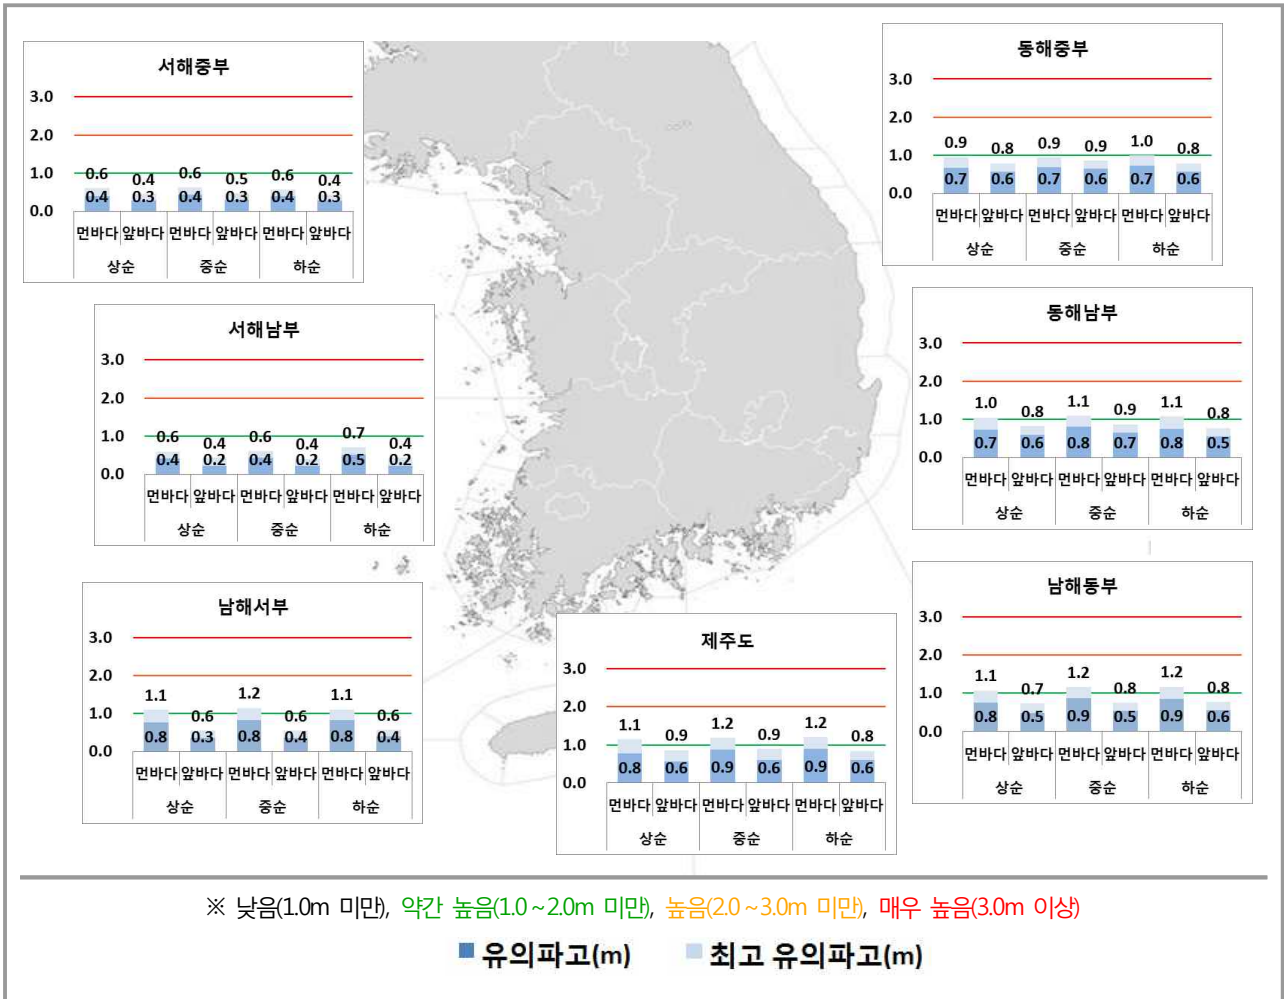 서해중부
3.0
2.0
1.0
0.0
0.6 0.4 0.6 0.5 0.6 0.4
0.4 0.3 0.4 0.3 0.4 0.3
먼바다 앞바다 먼바다 앞바다 먼바다 앞바다
상순 중순 하순
동해중부
3.0
2.0
1.0
0.0
0.9 0.8 0.9 0.9 1.0 0.8
0.7 0.6 0.7 0.6 0.7 0.6
먼바다 앞바다 먼바다 앞바다 먼바다 앞바다
상순 중순 하순
서해남부
3.0
2.0
1.0
0.0
0.6 0.4 0.6 0.4 0.7 0.4
0.4 0.2 0.4 0.2 0.5 0.2
먼바다 앞바다 먼바다 앞바다 먼바다 앞바다
상순 중순 하순
동해남부
3.0
2.0
1.0
0.0
1.0 0.8 1.1 0.9 1.1 0.8
0.7 0.6 0.8 0.7 0.8 0.5
먼바다 앞바다 먼바다 앞바다 먼바다 앞바다
상순 중순 하순
남해서부
3.0
2.0
1.0
0.0
1.1 0.6 1.2 0.6 1.1 0.6
0.8 0.3 0.8 0.4 0.8 0.4
먼바다 앞바다 먼바다 앞바다 먼바다 앞바다
상순 중순 하순
제주도
3.0
2.0
1.0
0.0
1.1 0.9 1.2 0.9 1.2 0.8
0.8 0.6 0.9 0.6 0.9 0.6
먼바다 앞바다 먼바다 앞바다 먼바다 앞바다
상순 중순 하순
남해동부
3.0
2.0
1.0
0.0
1.1 0.7 1.2 0.8 1.2 0.8
0.8 0.5 0.9 0.5 0.9 0.6
먼바다 앞바다 먼바다 앞바다 먼바다 앞바다
상순 중순 하순
※ 낮음(1.0m 미만), 약간 높음(1.0~2.0m 미만), 높음(2.0~3.0m 미만), 매우 높음(3.0m 이상)
유의파고(m) 최고 유의파고(m)